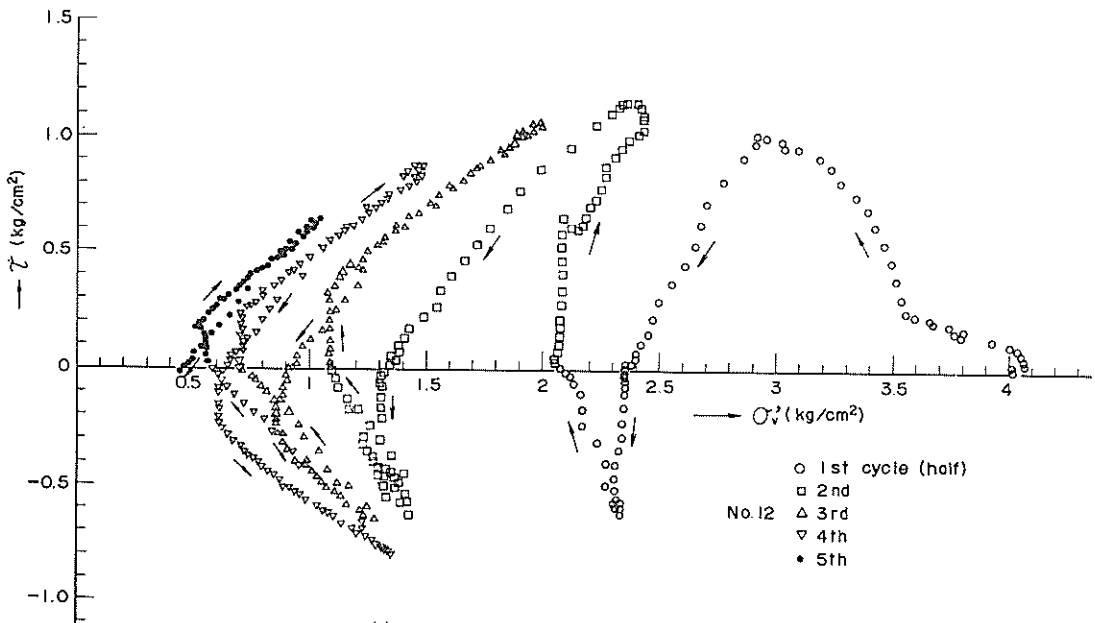 1.5
1.0
0.5
0
−0.5
−1.0
→ τ (kg/cm2)
0.5
1
1.5
2
2.5
3
3.5
4
→ σv' (kg/cm2)
○ 1st cycle (half)
□ 2nd
No.12 △ 3rd
▽ 4th
● 5th